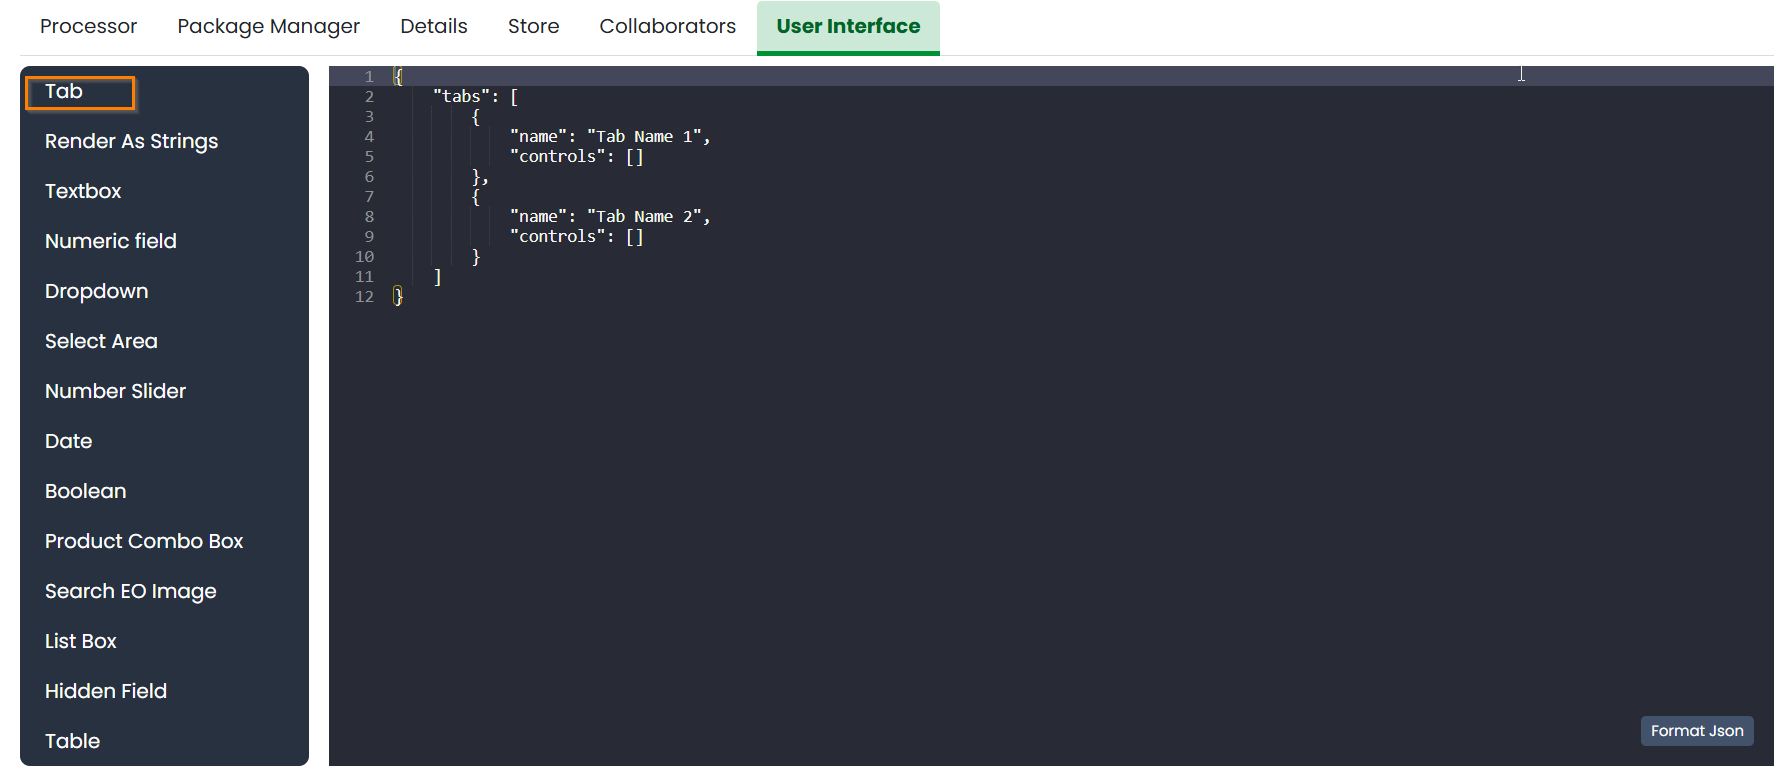 Processor Package Manager Details Store Collaborators User Interface
Tab
Render As Strings
Textbox
Numeric field
Dropdown
Select Area
Number Slider
Date
Boolean
Product Combo Box
Search EO Image
List Box
Hidden Field
Table
1 {
2 "tabs": [
3 {
4 "name": "Tab Name 1",
5 "controls": []
6 },
7 {
8 "name": "Tab Name 2",
9 "controls": []
10 }
11 ]
12 }
Format Json